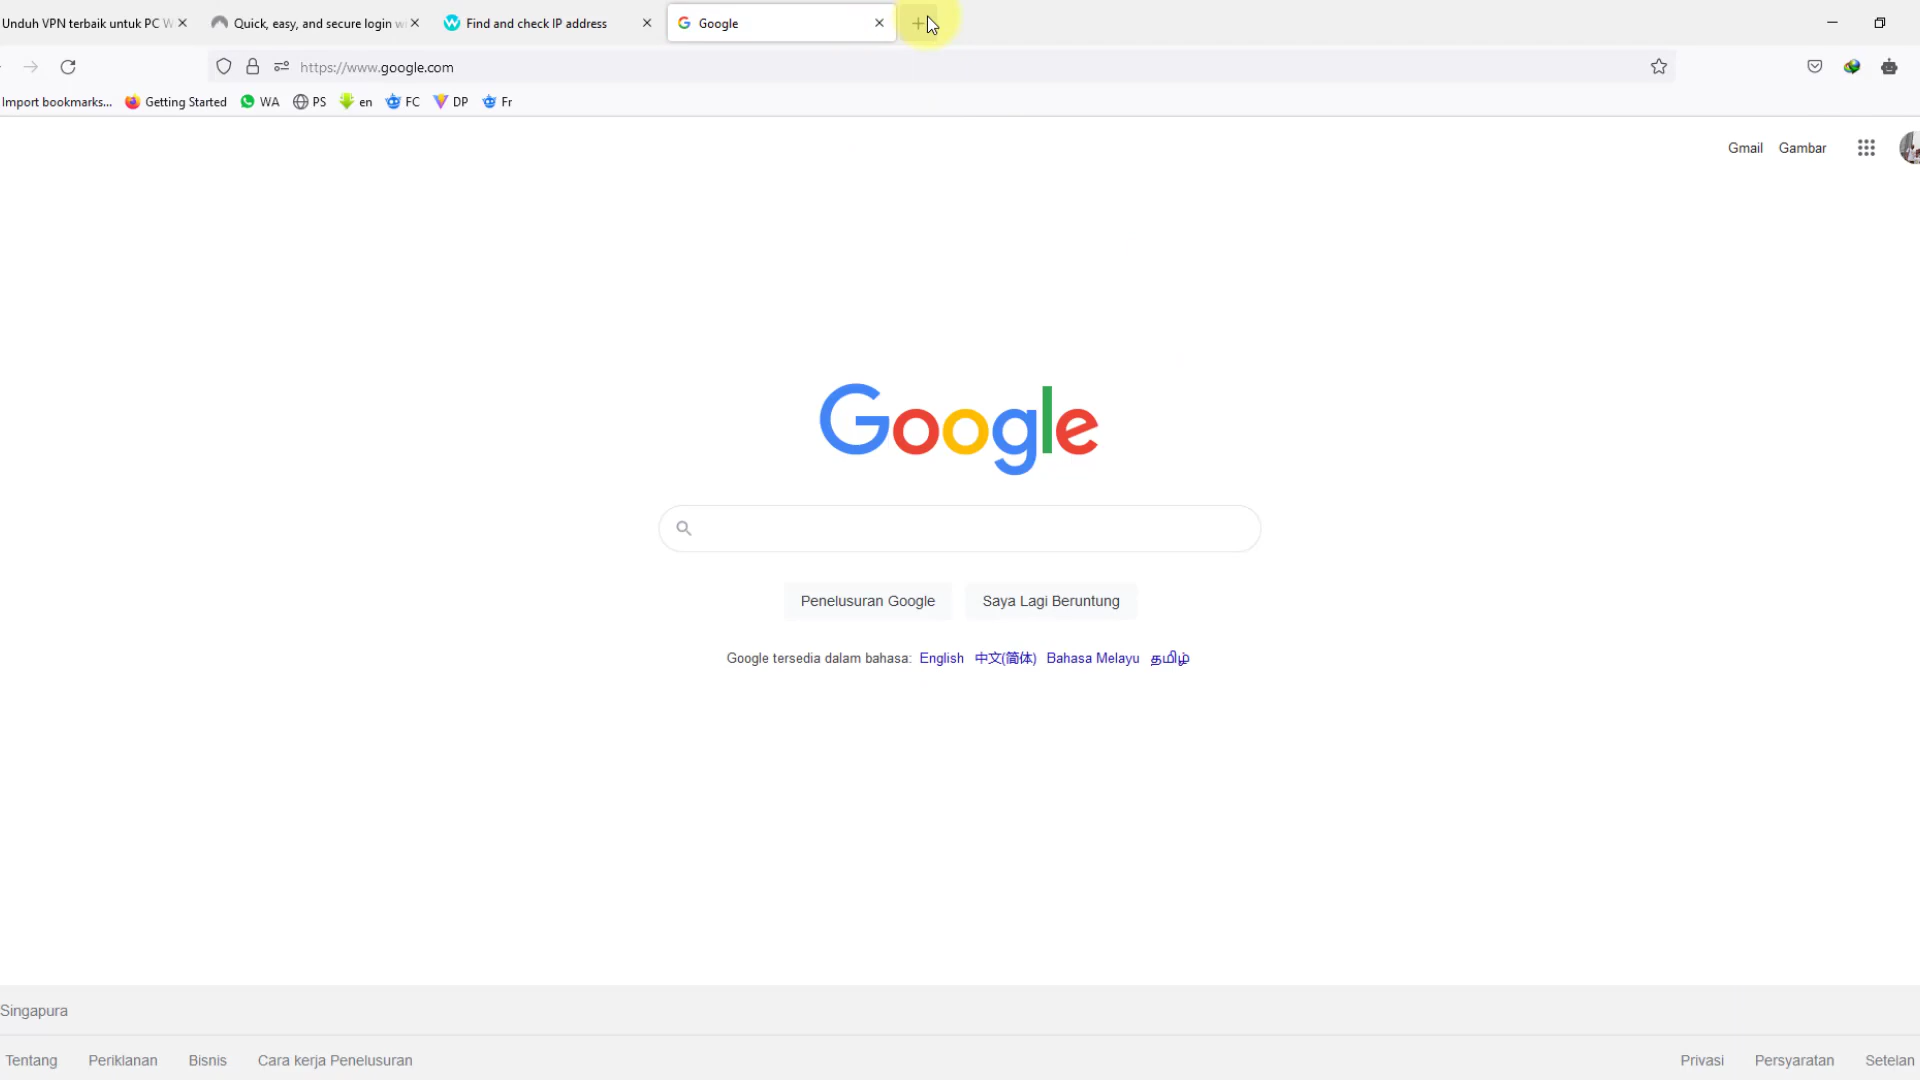 Unduh VPN terbaik untuk PC W
Quick, easy, and secure login w
Find and check IP address
Google
https://www.google.com
Import bookmarks...
Getting Started
WA
PS
en
FC
DP
Fr
Gmail
Gambar
Google
Penelusuran Google
Saya Lagi Beruntung
Google tersedia dalam bahasa: English 中文(简体) Bahasa Melayu தமிழ்
Singapura
Tentang
Periklanan
Bisnis
Cara kerja Penelusuran
Privasi
Persyaratan
Setelan